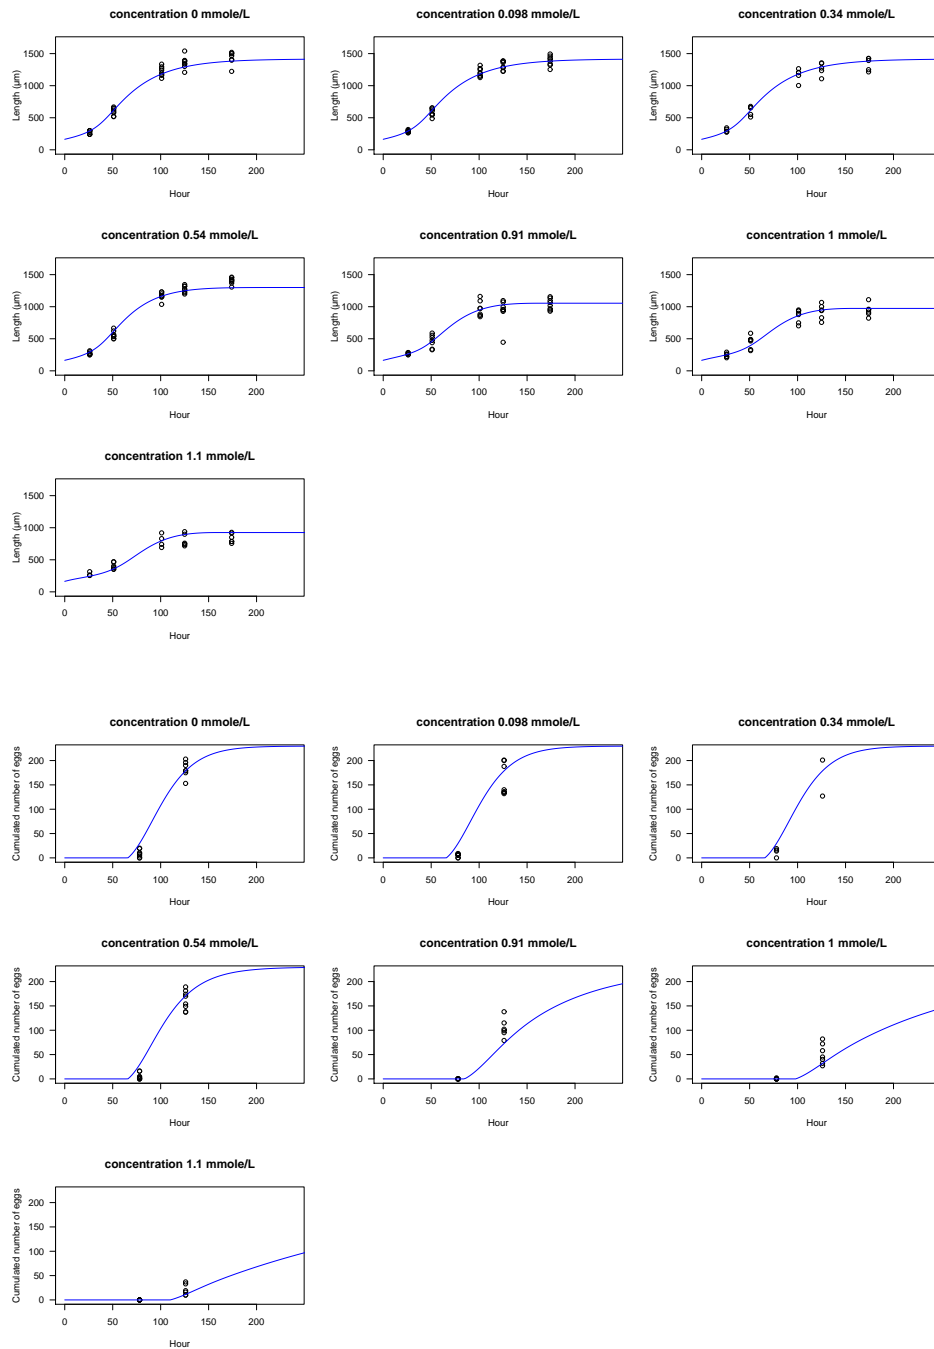 concentration 0 mmole/L
concentration 0.098 mmole/L
concentration 0.34 mmole/L
Length (µm)
1500
1000
500
0
0 50 100 150 200
Hour
Length (µm)
1500
1000
500
0
0 50 100 150 200
Hour
Length (µm)
1500
1000
500
0
0 50 100 150 200
Hour
concentration 0.54 mmole/L
concentration 0.91 mmole/L
concentration 1 mmole/L
Length (µm)
1500
1000
500
0
0 50 100 150 200
Hour
Length (µm)
1500
1000
500
0
0 50 100 150 200
Hour
Length (µm)
1500
1000
500
0
0 50 100 150 200
Hour
concentration 1.1 mmole/L
Length (µm)
1500
1000
500
0
0 50 100 150 200
Hour
concentration 0 mmole/L
concentration 0.098 mmole/L
concentration 0.34 mmole/L
Cumulated number of eggs
200
150
100
50
0
0 50 100 150 200
Hour
Cumulated number of eggs
200
150
100
50
0
0 50 100 150 200
Hour
Cumulated number of eggs
200
150
100
50
0
0 50 100 150 200
Hour
concentration 0.54 mmole/L
concentration 0.91 mmole/L
concentration 1 mmole/L
Cumulated number of eggs
200
150
100
50
0
0 50 100 150 200
Hour
Cumulated number of eggs
200
150
100
50
0
0 50 100 150 200
Hour
Cumulated number of eggs
200
150
100
50
0
0 50 100 150 200
Hour
concentration 1.1 mmole/L
Cumulated number of eggs
200
150
100
50
0
0 50 100 150 200
Hour